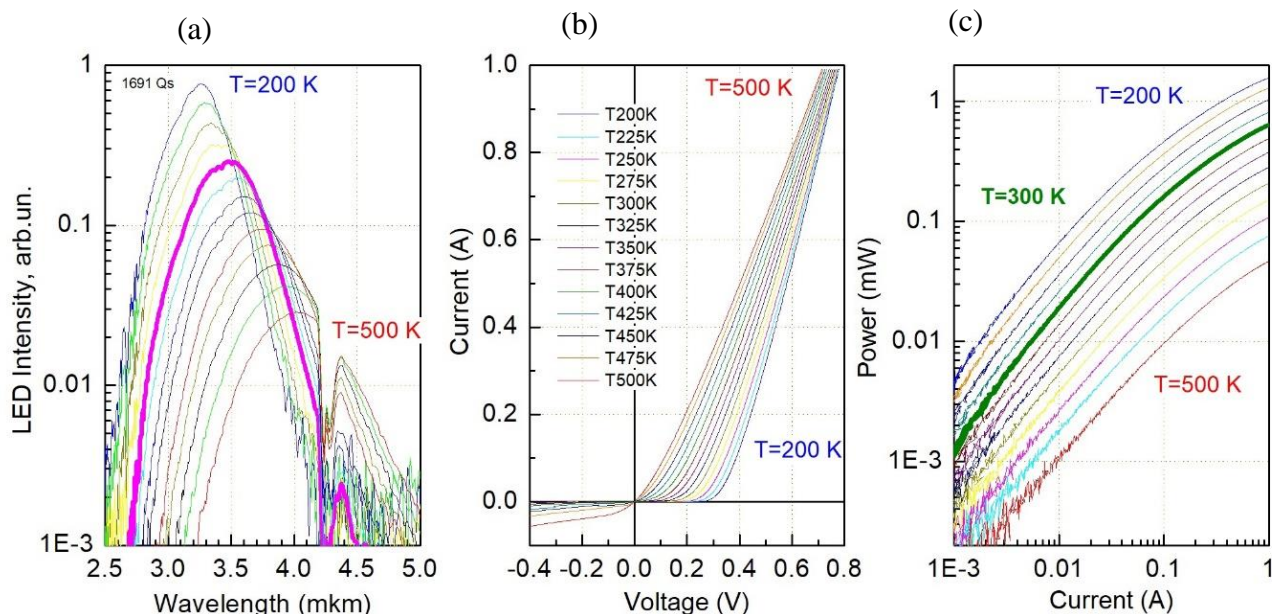 (a)
(b)
(c)
1
0.1
0.01
1E-3
LED Intensity, arb.un.
1691 Qs
T=200 K
T=500 K
2.5 3.0 3.5 4.0 4.5 5.0
Wavelength (mkm)
1.0
0.8
0.6
0.4
0.2
0.0
Current (A)
T=500 K
T200K
T225K
T250K
T275K
T300K
T325K
T350K
T375K
T400K
T425K
T450K
T475K
T500K
T=200 K
-0.4 -0.2 0.0 0.2 0.4 0.6 0.8
Voltage (V)
1
0.1
0.01
1E-3
Power (mW)
T=200 K
T=300 K
T=500 K
1E-3 0.01 0.1 1
Current (A)